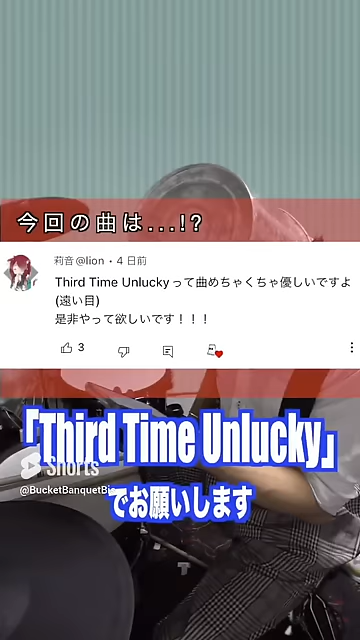 今回の曲は...!?
莉音 @lion・4 日前
Third Time Unluckyって曲めちゃくちゃ優しいですよ
(遠い目)
是非やって欲しいです！！！
3
「Third Time Unlucky」
Shorts
@BucketBanquetBi
でお願いします